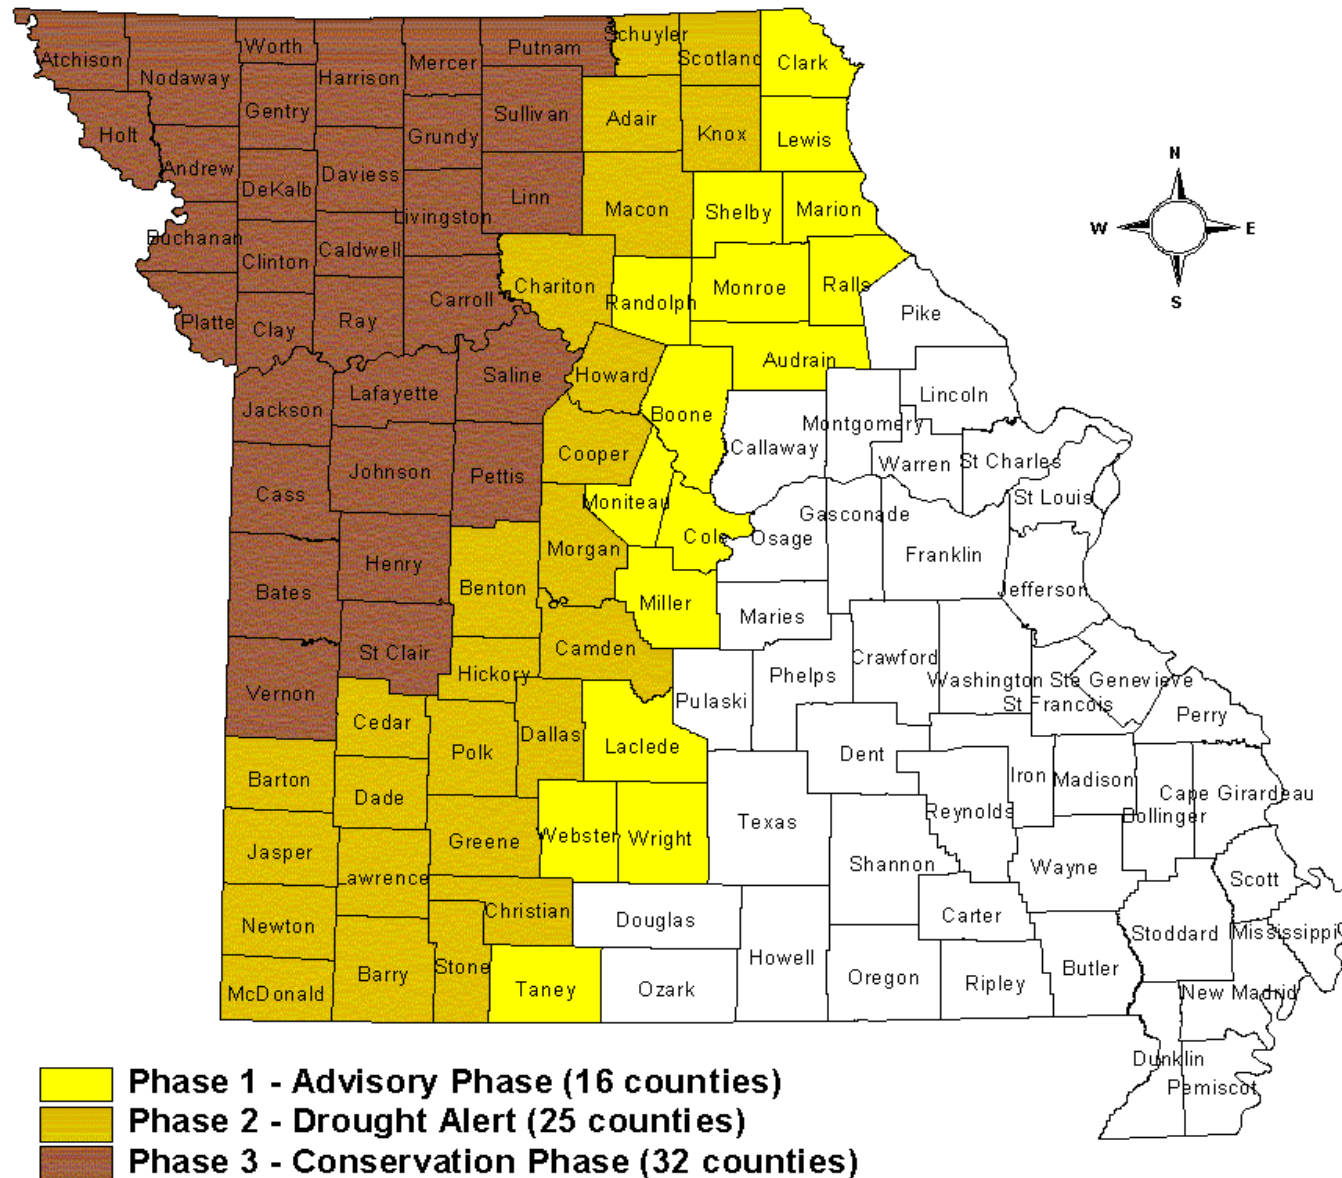 Schuyler
Atchison
Nodaway
Worth
Harrison
Mercer
Putnam
Scotland
Clark
Holt
Gentry
Grundy
Sullivan
Adair
Knox
Lewis
Andrew
DeKalb
Daviess
Livingston
Linn
Macon
Shelby
Marion
N
W
E
S
Buchanan
Clinton
Caldwell
Carroll
Chariton
Randolph
Monroe
Ralls
Pike
Platte
Clay
Ray
Saline
Howard
Audrain
Jackson
Lafayette
Boone
Callaway
Montgomery
Lincoln
Cass
Johnson
Pettis
Cooper
Moniteau
Warren
St Charles
St Louis
Bates
Henry
Benton
Morgan
Cole
Osage
Gasconade
Franklin
Miller
Maries
Jefferson
Vernon
St Clair
Hickory
Camden
Pulaski
Phelps
Crawford
Washington
Ste Genevieve
St Francois
Perry
Cedar
Polk
Dallas
Laclede
Dent
Iron
Madison
Bollinger
Cape Girardeau
Barton
Dade
Greene
Webster
Wright
Texas
Reynolds
Jasper
Lawrence
Shannon
Wayne
Scott
Newton
Christian
Douglas
Howell
Carter
Stoddard
Mississippi
McDonald
Barry
Stone
Taney
Ozark
Oregon
Ripley
Butler
New Madrid
Dunklin
Pemiscot
Phase 1 - Advisory Phase (16 counties)
Phase 2 - Drought Alert (25 counties)
Phase 3 - Conservation Phase (32 counties)